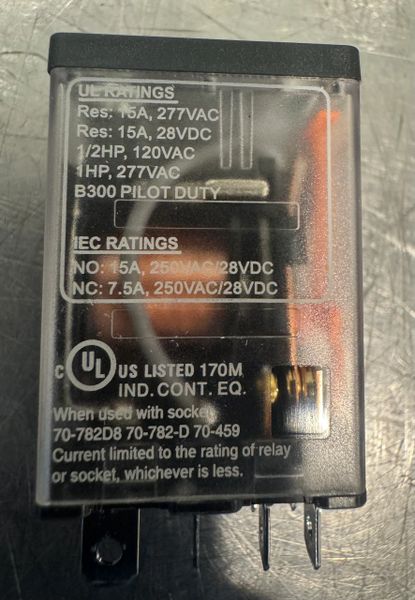 UL RATINGS
Res: 15A, 277VAC
Res: 15A, 28VDC
1/2HP, 120VAC
1HP, 277VAC
B300 PILOT DUTY
IEC RATINGS
NO: 15A, 250VAC/28VDC
NC: 7.5A, 250VAC/28VDC
C UL US LISTED 170M
IND. CONT. EQ.
When used with socke
70-782D8 70-782-D 70-459
Current limited to the rating of relay
or socket, whichever is less.